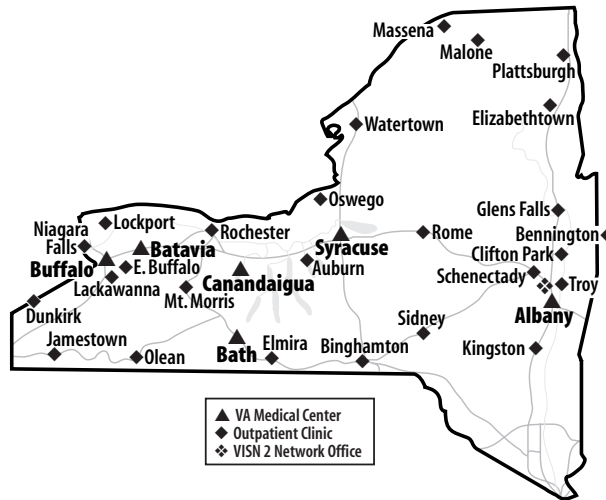 Massena
Malone
Plattsburgh
Elizabethtown
Watertown
Oswego
Glens Falls
Lockport
Niagara
Falls
Rochester
Syracuse
Rome
Bennington
Batavia
Clifton Park
Buffalo
E. Buffalo
Canandaigua
Auburn
Schenectady
Troy
Lackawanna
Mt. Morris
Dunkirk
Albany
Sidney
Jamestown
Olean
Bath
Elmira
Binghamton
Kingston
VA Medical Center
Outpatient Clinic
VISN 2 Network Office